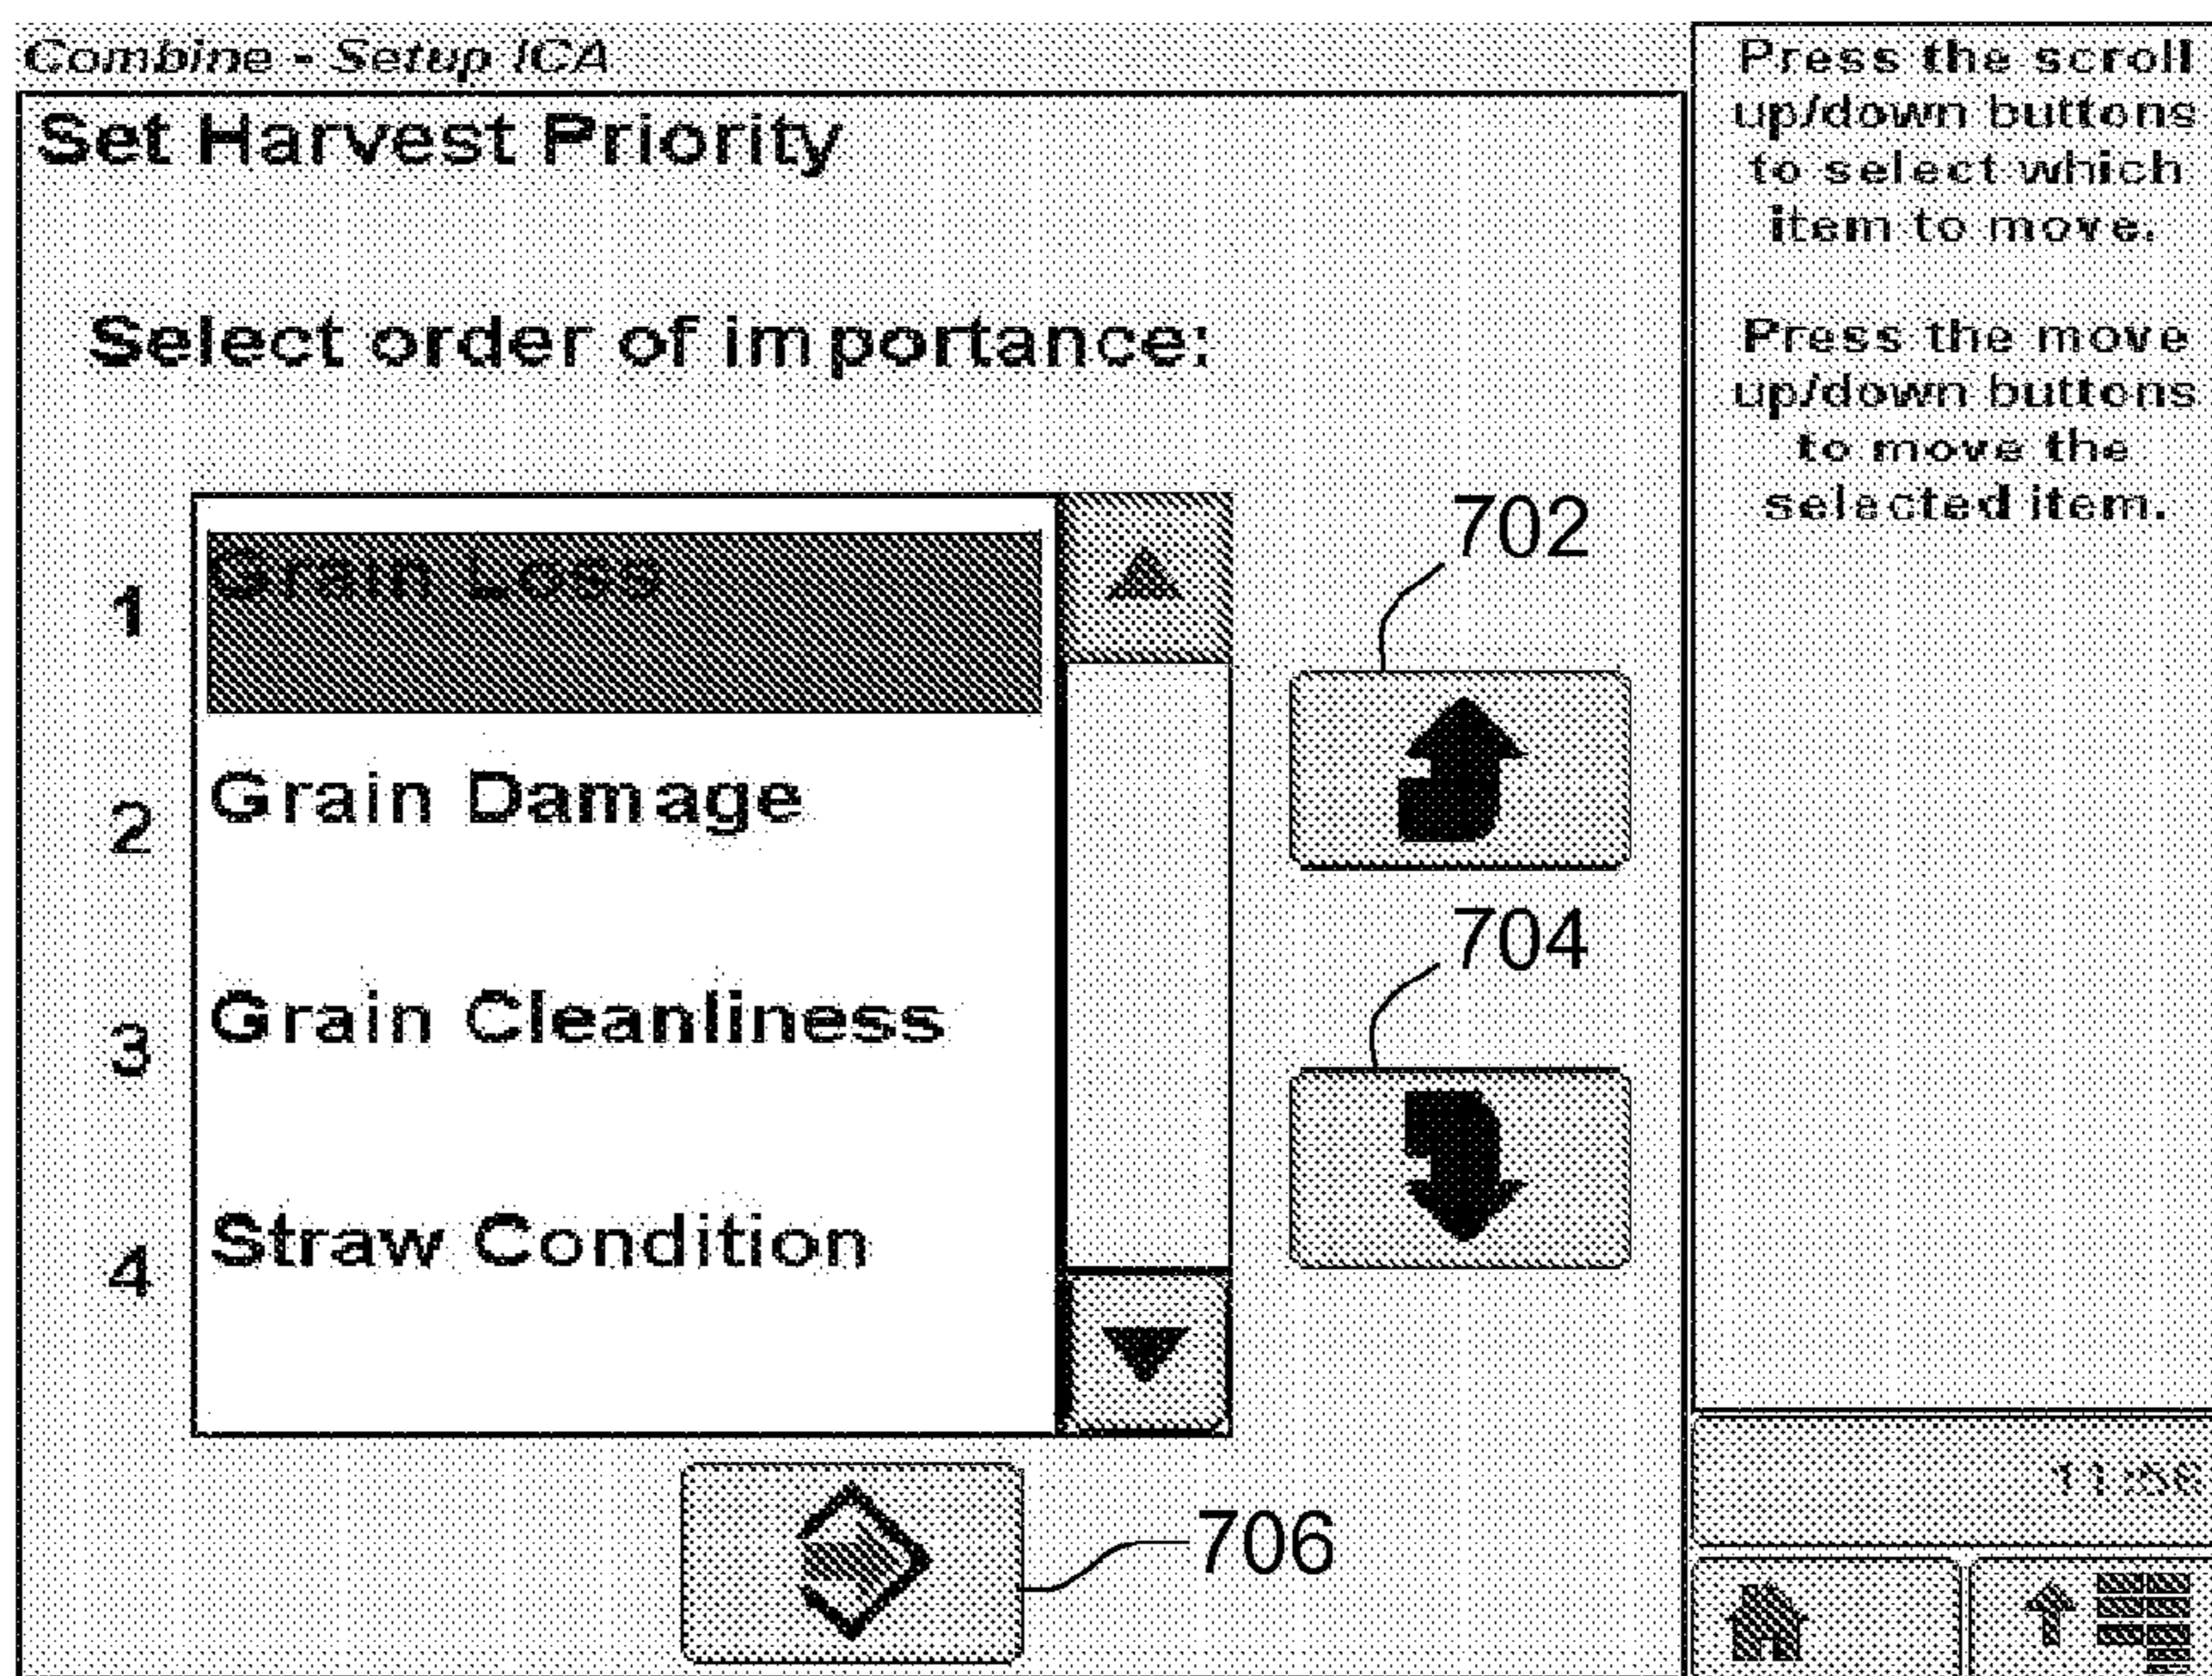 Combine - Setup ICA
Set Harvest Priority
Select order of importance:
1 Grain Loss
2 Grain Damage
3 Grain Cleanliness
4 Straw Condition
702
704
706
Press the scroll
up/down buttons
to select which
item to move.
Press the move
up/down buttons
to move the
selected item.